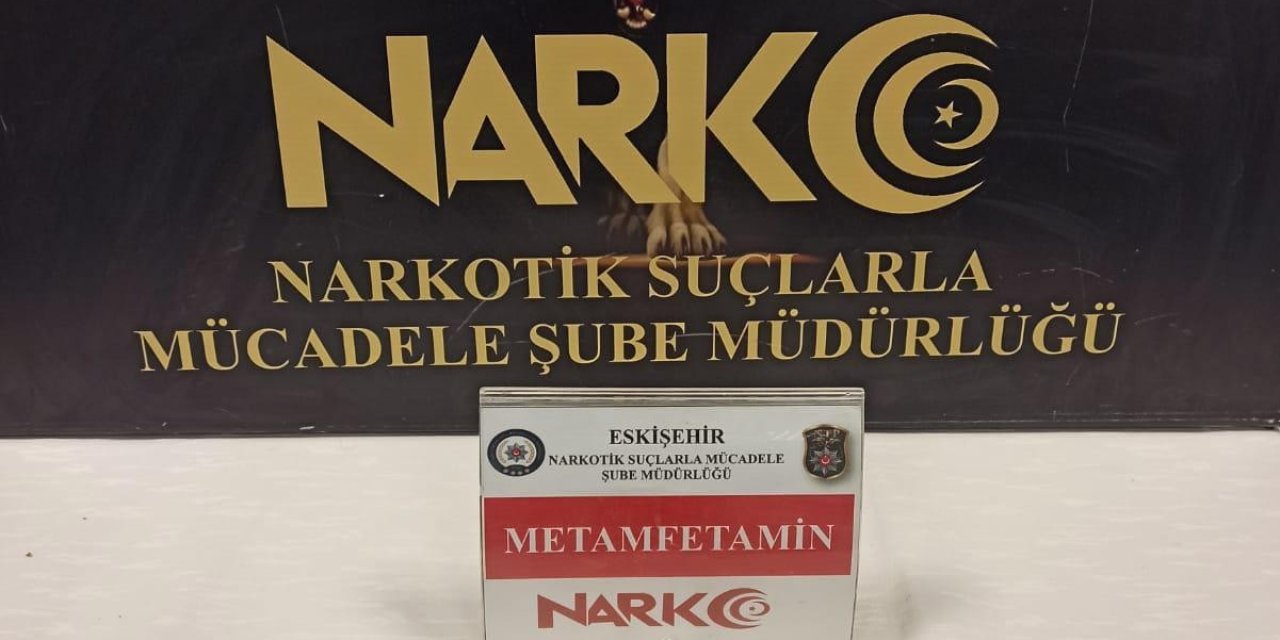 NARKO
NARKOTİK SUÇLARLA
MÜCADELE ŞUBE MÜDÜRLÜĞÜ
ESKİŞEHİR
NARKOTİK SUÇLARLA MÜCADELE
ŞUBE MÜDÜRLÜĞÜ
METAMFETAMİN
NARKO